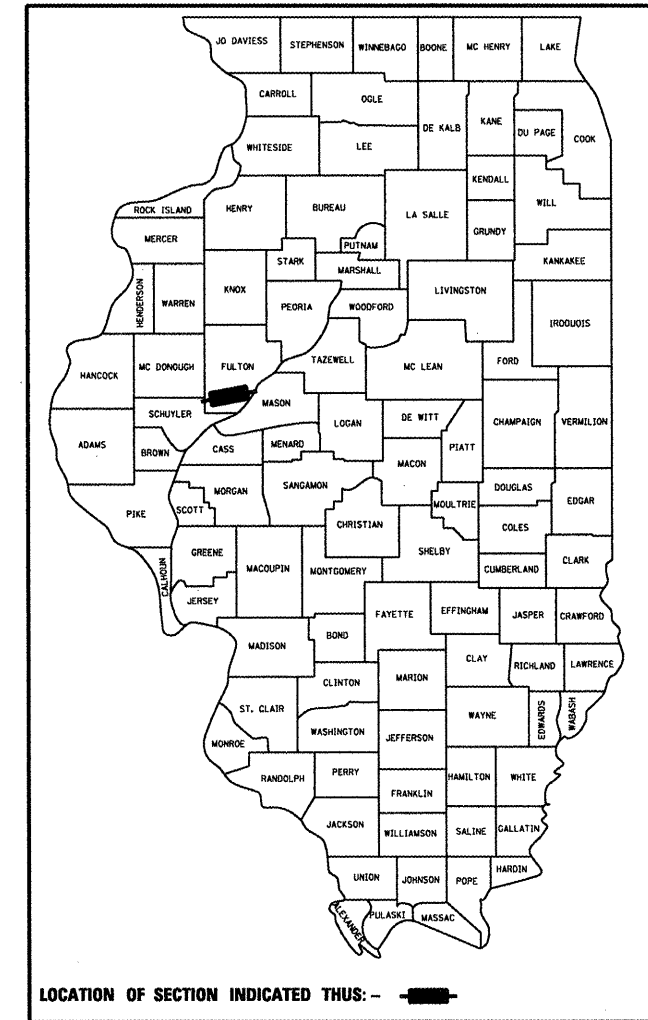 JO DAVIESS STEPHENSON WINNEBAGO BOONE MC HENRY LAKE
CARROLL OGLE DE KALB KANE DU PAGE COOK
WHITESIDE LEE KENDALL WILL
ROCK ISLAND HENRY BUREAU LA SALLE GRUNDY
MERCER STARK PUTNAM MARSHALL KANKAKEE
HENDERSON WARREN KNOX PEORIA WOODFORD LIVINGSTON IROQUOIS
HANCOCK MC DONOUGH FULTON TAZEWELL MC LEAN FORD
SCHUYLER MASON LOGAN DE WITT CHAMPAIGN VERMILION
ADAMS BROWN CASS MENARD MACON PIATT
PIKE SCOTT MORGAN SANGAMON CHRISTIAN MOULTRIE DOUGLAS EDGAR
COLES
CALHOUN GREENE MACOUPIN MONTGOMERY SHELBY CUMBERLAND CLARK
JERSEY FAYETTE EFFINGHAM JASPER CRAWFORD
MADISON BOND CLAY RICHLAND LAWRENCE
CLINTON MARION
ST. CLAIR WASHINGTON WAYNE EDWARDS WABASH
MONROE JEFFERSON
RANDOLPH PERRY HAMILTON WHITE
FRANKLIN
JACKSON WILLIAMSON SALINE GALLATIN
UNION JOHNSON POPE HARDIN
ALEXANDER PULASKI MASSAC
LOCATION OF SECTION INDICATED THUS: -